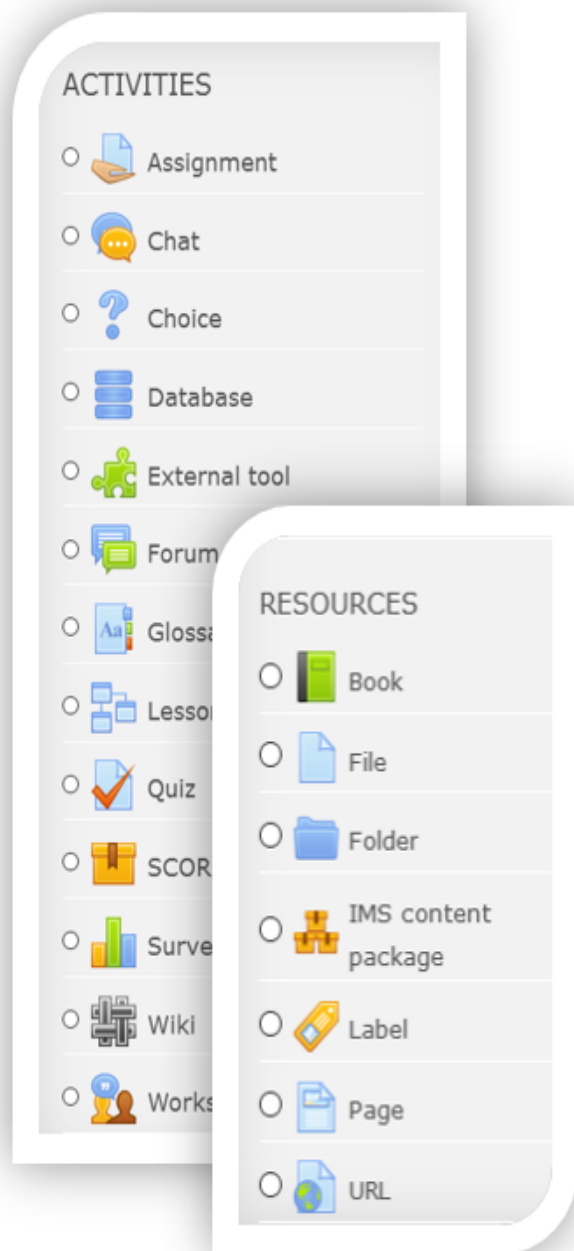 ACTIVITIES
Assignment
Chat
Choice
Database
External tool
Forum
Quiz
Wiki
RESOURCES
Book
File
Folder
IMS content
package
Label
Page
URL